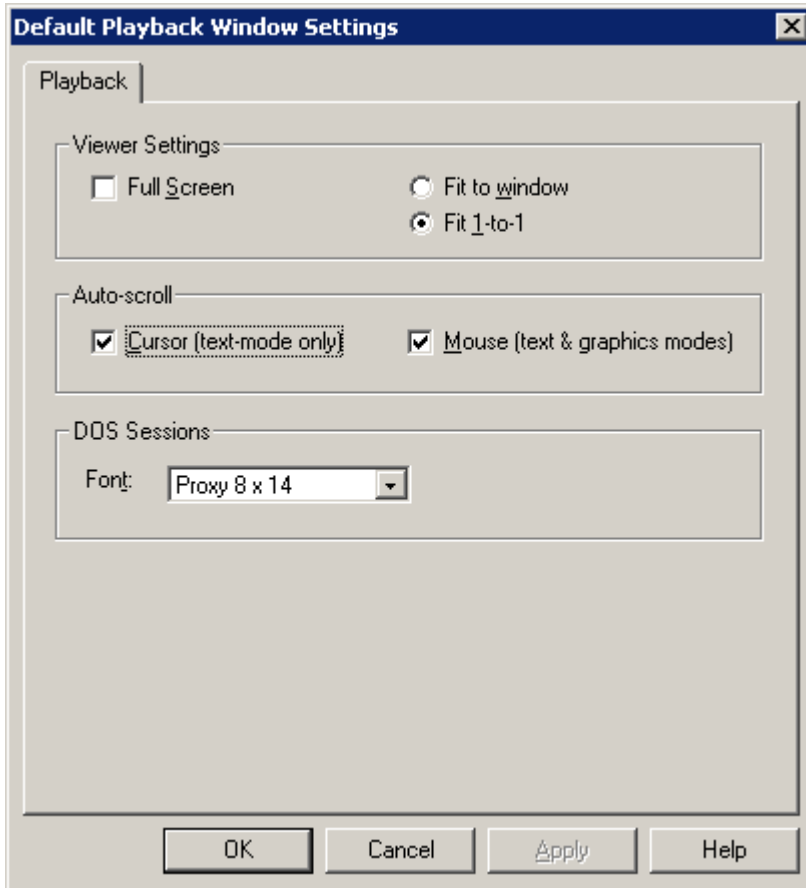 Default Playback Window Settings
Playback
Viewer Settings
Full Screen
Fit to window
Fit 1-to-1
Auto-scroll
Cursor (text-mode only)
Mouse (text & graphics modes)
DOS Sessions
Font: Proxy 8 x 14
OK Cancel Apply Help